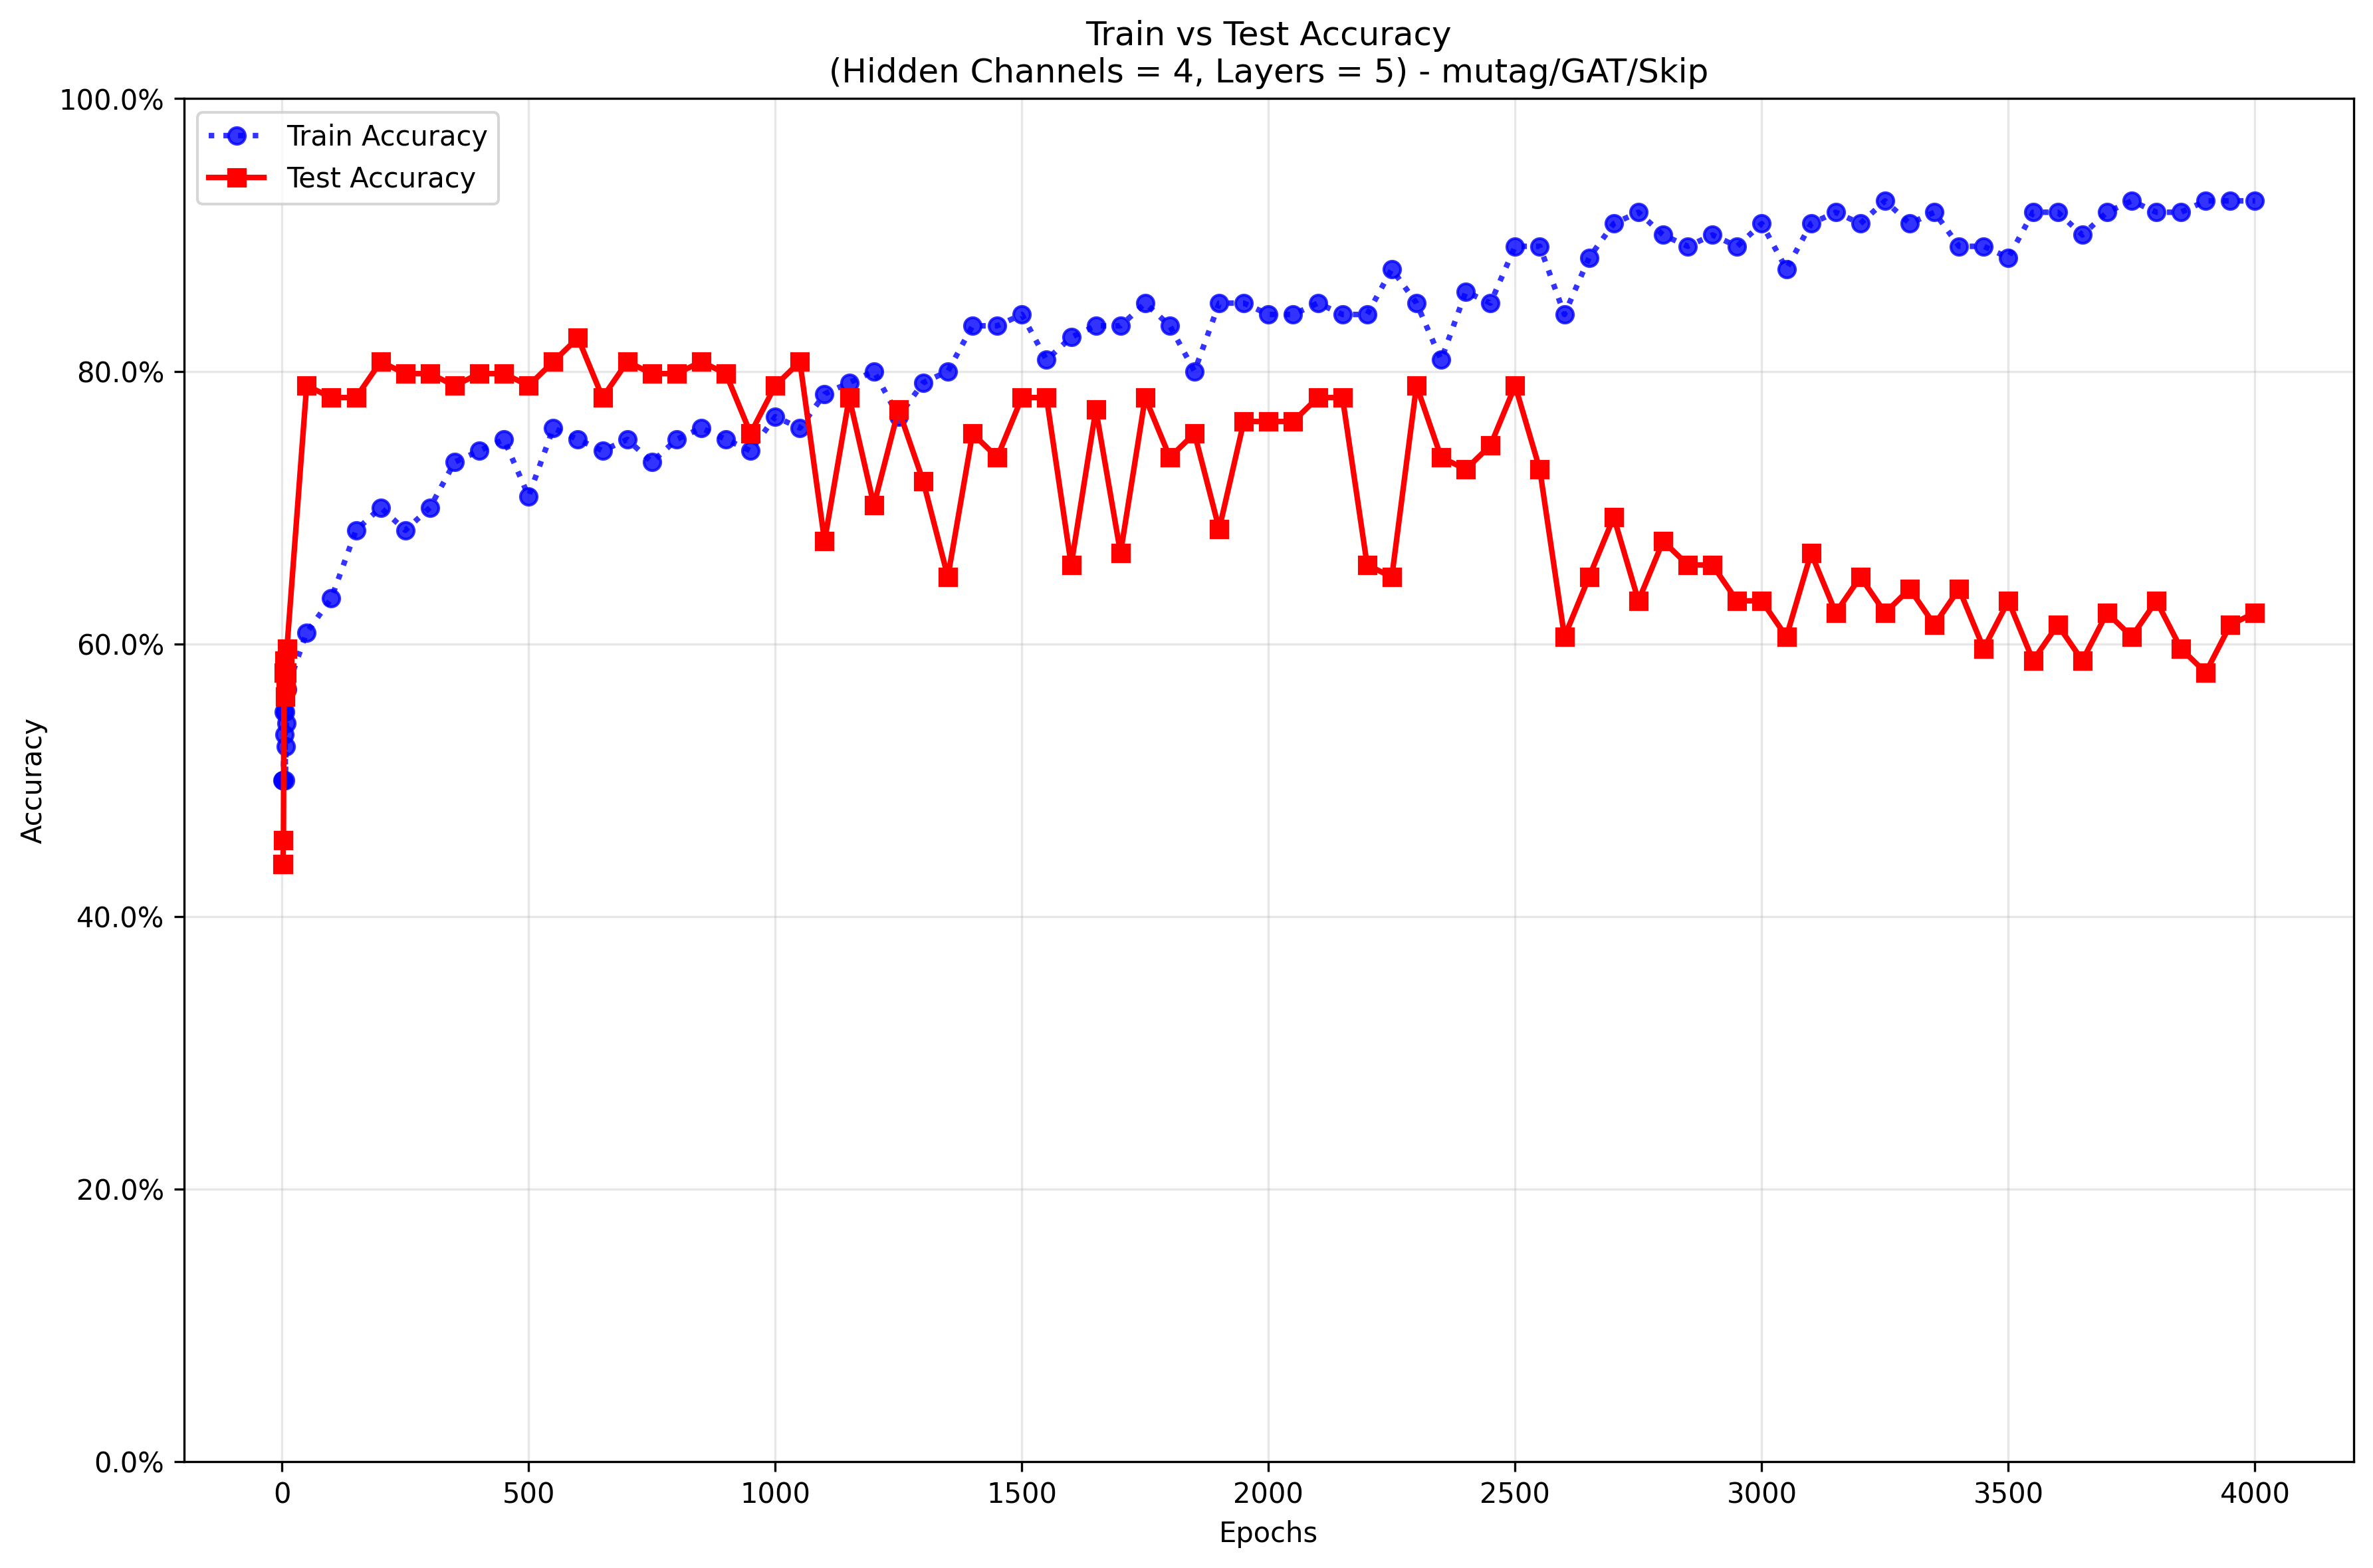 Train vs Test Accuracy
(Hidden Channels = 4, Layers = 5) - mutag/GAT/Skip
Train Accuracy
Test Accuracy
Accuracy
100.0%
80.0%
60.0%
40.0%
20.0%
0.0%
0 500 1000 1500 2000 2500 3000 3500 4000
Epochs